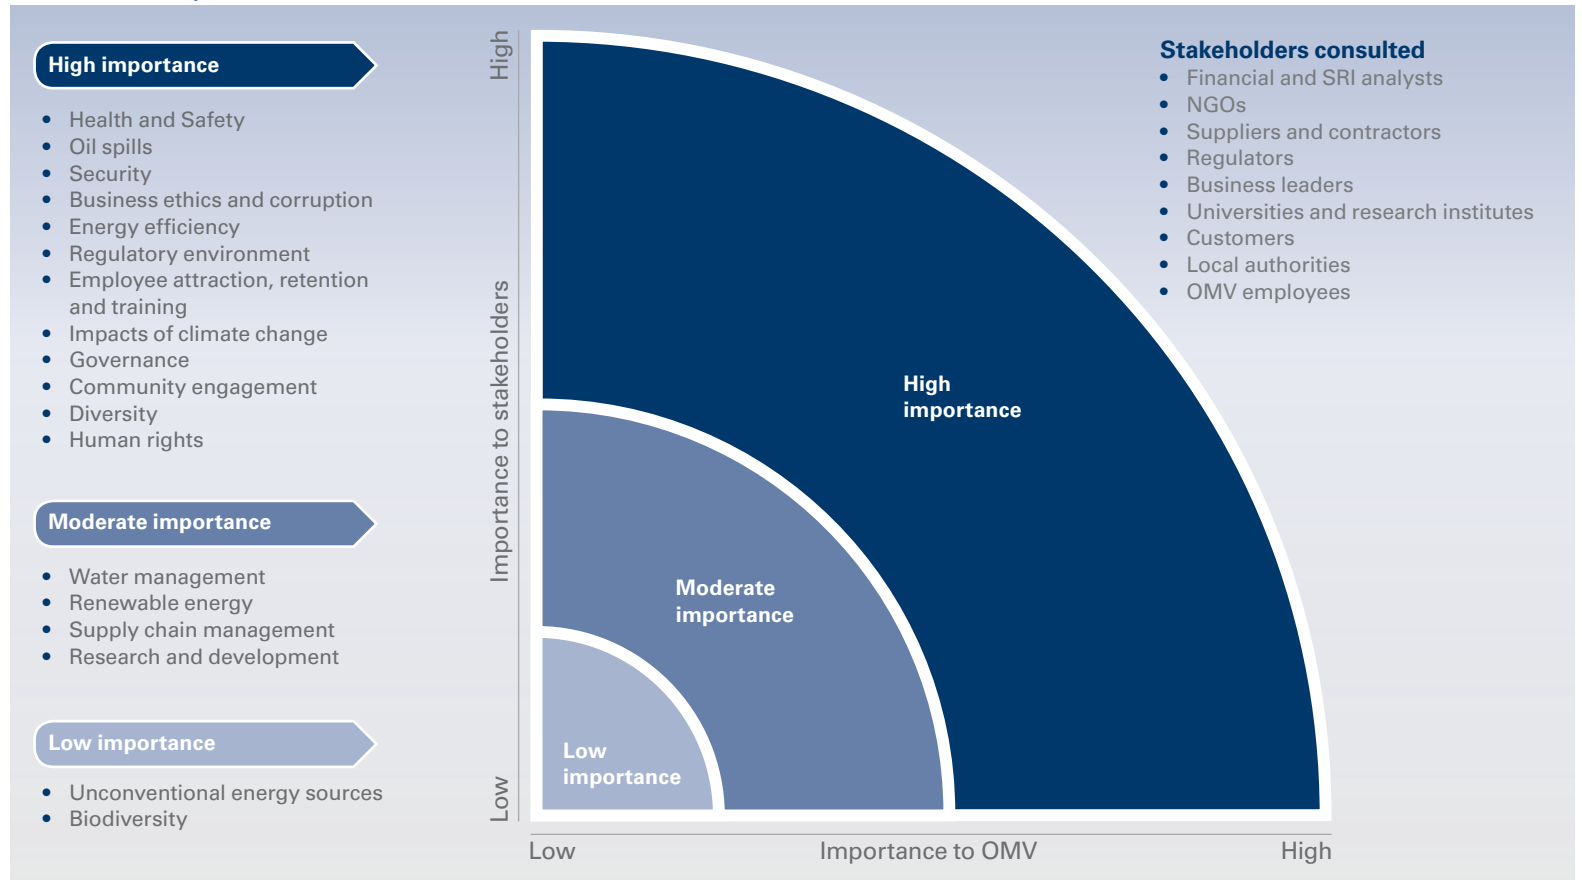 High importance
• Health and Safety
• Oil spills
• Security
• Business ethics and corruption
• Energy efficiency
• Regulatory environment
• Employee attraction, retention
and training
• Impacts of climate change
• Governance
• Community engagement
• Diversity
• Human rights
Moderate importance
• Water management
• Renewable energy
• Supply chain management
• Research and development
Low importance
• Unconventional energy sources
• Biodiversity
High
Importance to stakeholders
Low
High
importance
Moderate
importance
Low
importance
Low
Importance to OMV
High
Stakeholders consulted
• Financial and SRI analysts
• NGOs
• Suppliers and contractors
• Regulators
• Business leaders
• Universities and research institutes
• Customers
• Local authorities
• OMV employees